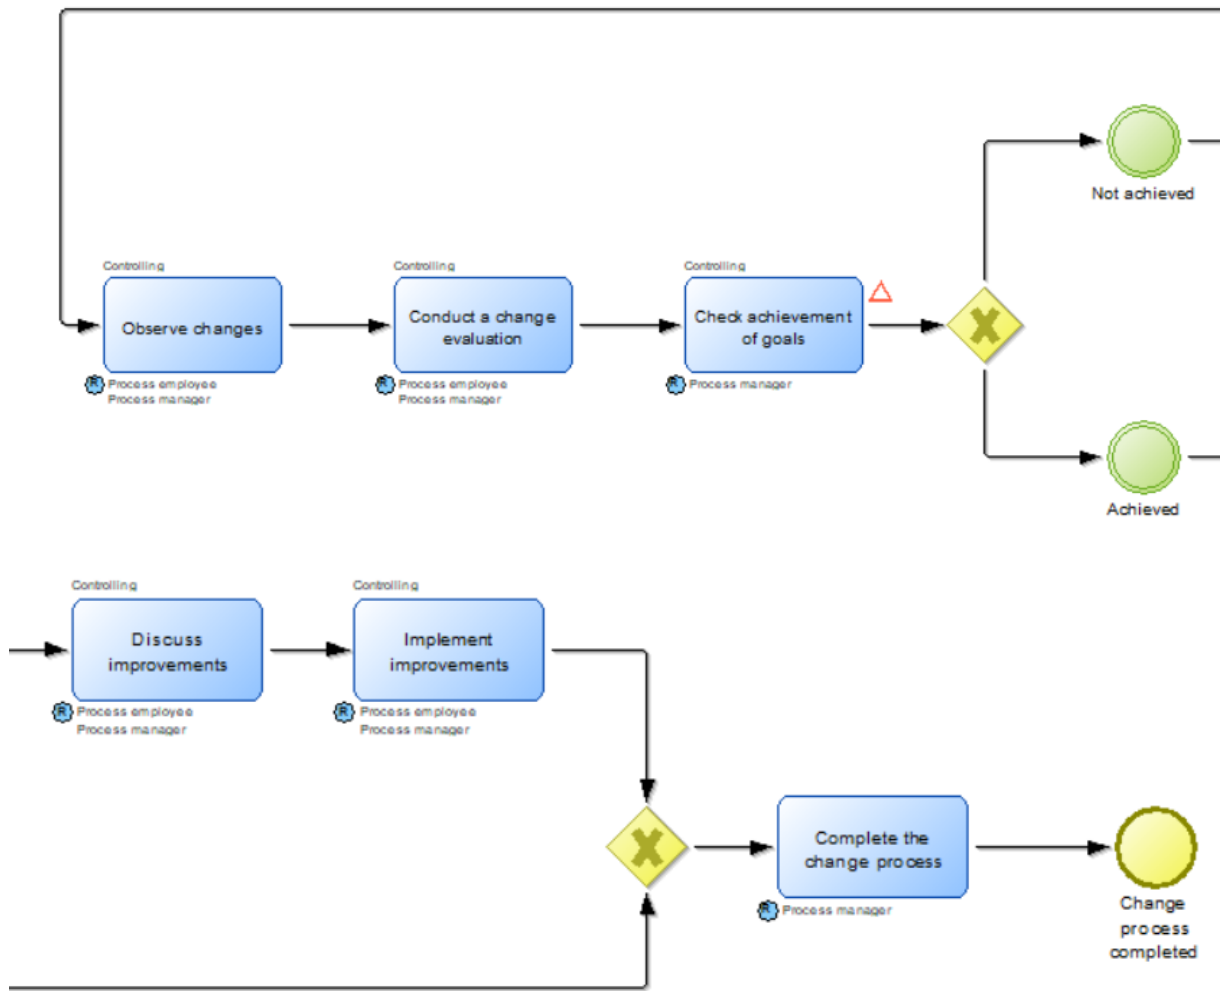 Not achieved
Controlling
Observe changes
R
Process employee
Process manager
Controlling
Conduct a change
evaluation
R
Process employee
Process manager
Controlling
Check achievement
of goals
R
Process manager
Achieved
Controlling
Discuss
improvements
R
Process employee
Process manager
Controlling
Implement
improvements
R
Process employee
Process manager
Complete the
change process
R
Process manager
Change
process
completed